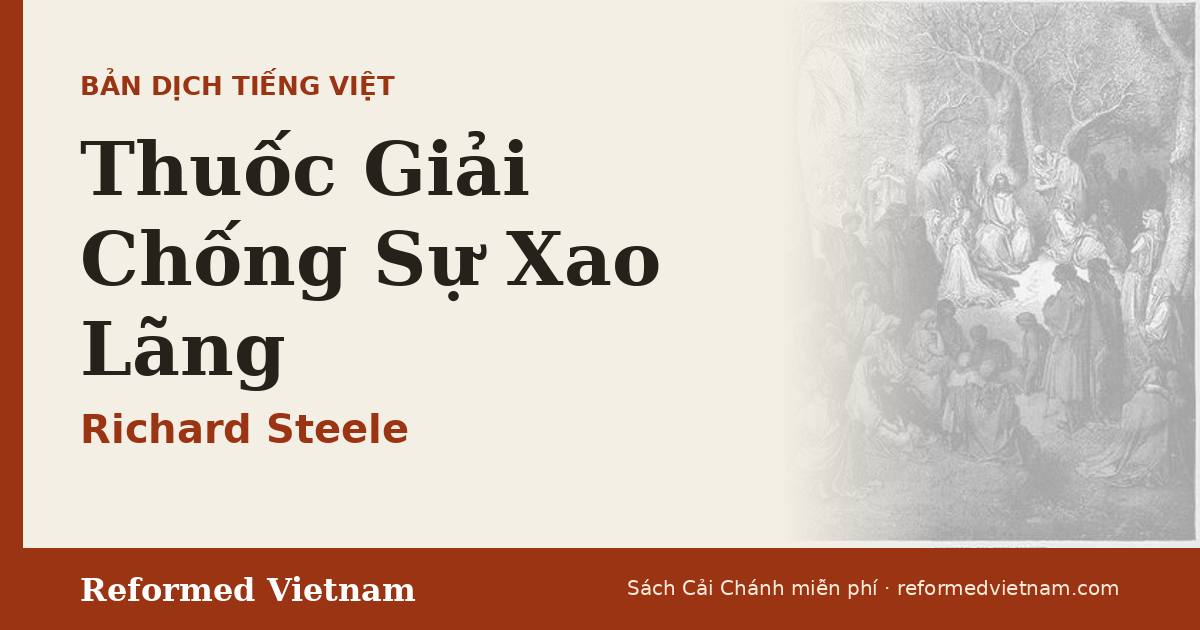 BẢN DỊCH TIẾNG VIỆT
Thuốc Giải
Chống Sự Xao
Lãng
Richard Steele
Reformed Vietnam
Sách Cải Chánh miễn phí · reformedvietnam.com